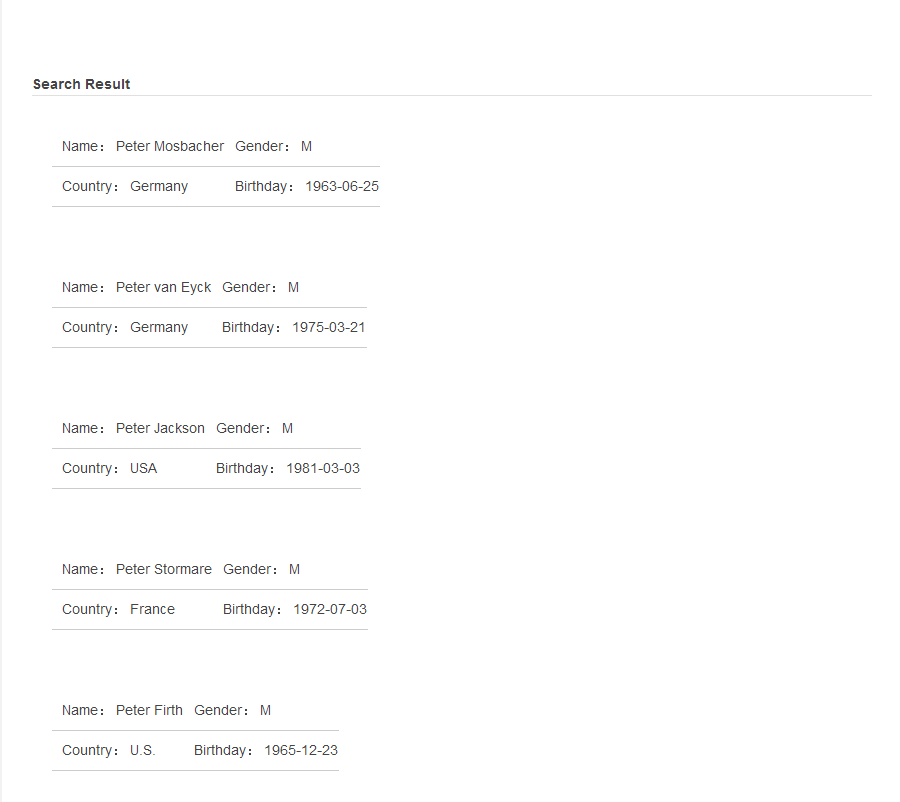 Search Result
Name： Peter Mosbacher Gender： M
Country： Germany Birthday： 1963-06-25
Name： Peter van Eyck Gender： M
Country： Germany Birthday： 1975-03-21
Name： Peter Jackson Gender： M
Country： USA Birthday： 1981-03-03
Name： Peter Stormare Gender： M
Country： France Birthday： 1972-07-03
Name： Peter Firth Gender： M
Country： U.S. Birthday： 1965-12-23